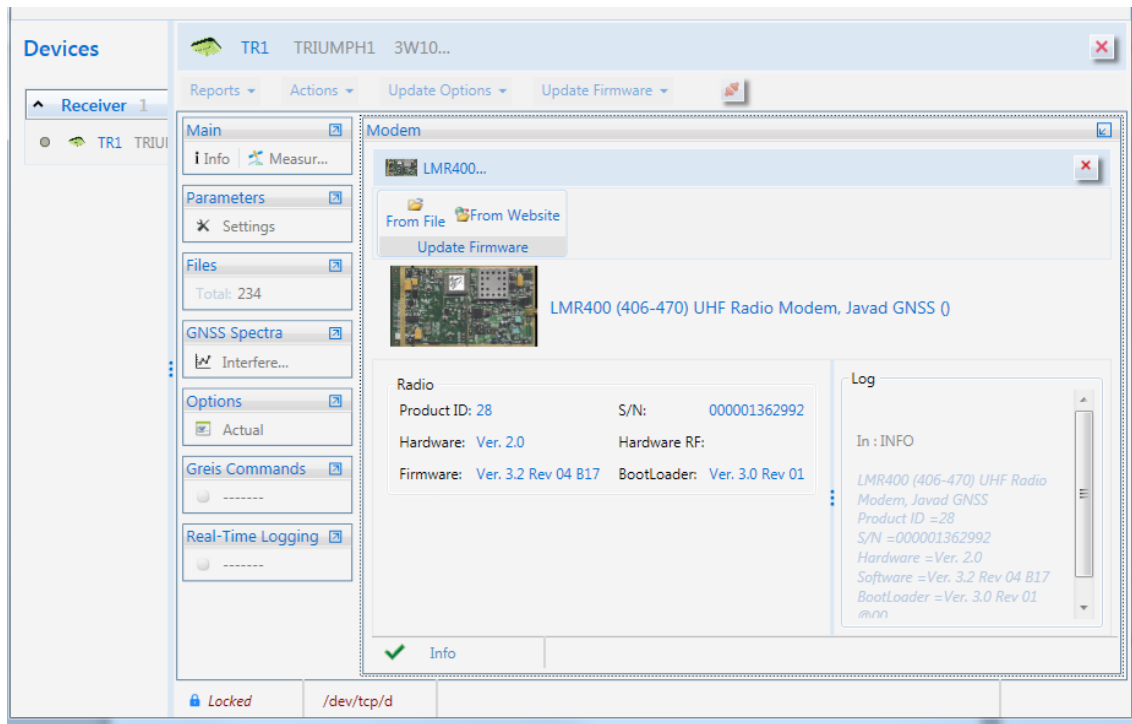 Devices
Receiver 1
TR1 TRIUI
TR1 TRIUMPH1 3W10...
Reports Actions Update Options Update Firmware
Main
i Info Measur...
Parameters
Settings
Files
Total: 234
GNSS Spectra
Interfere...
Options
Actual
Greis Commands
-------
Real-Time Logging
-------
Modem
LMR400...
From File From Website
Update Firmware
LMR400 (406-470) UHF Radio Modem, Javad GNSS ()
Radio
Product ID: 28 S/N: 000001362992
Hardware: Ver. 2.0 Hardware RF:
Firmware: Ver. 3.2 Rev 04 B17 BootLoader: Ver. 3.0 Rev 01
Log
In : INFO
LMR400 (406-470) UHF Radio
Modem, Javad GNSS
Product ID =28
S/N =000001362992
Hardware =Ver. 2.0
Software =Ver. 3.2 Rev 04 B17
BootLoader =Ver. 3.0 Rev 01
@00
Info
Locked /dev/tcp/d